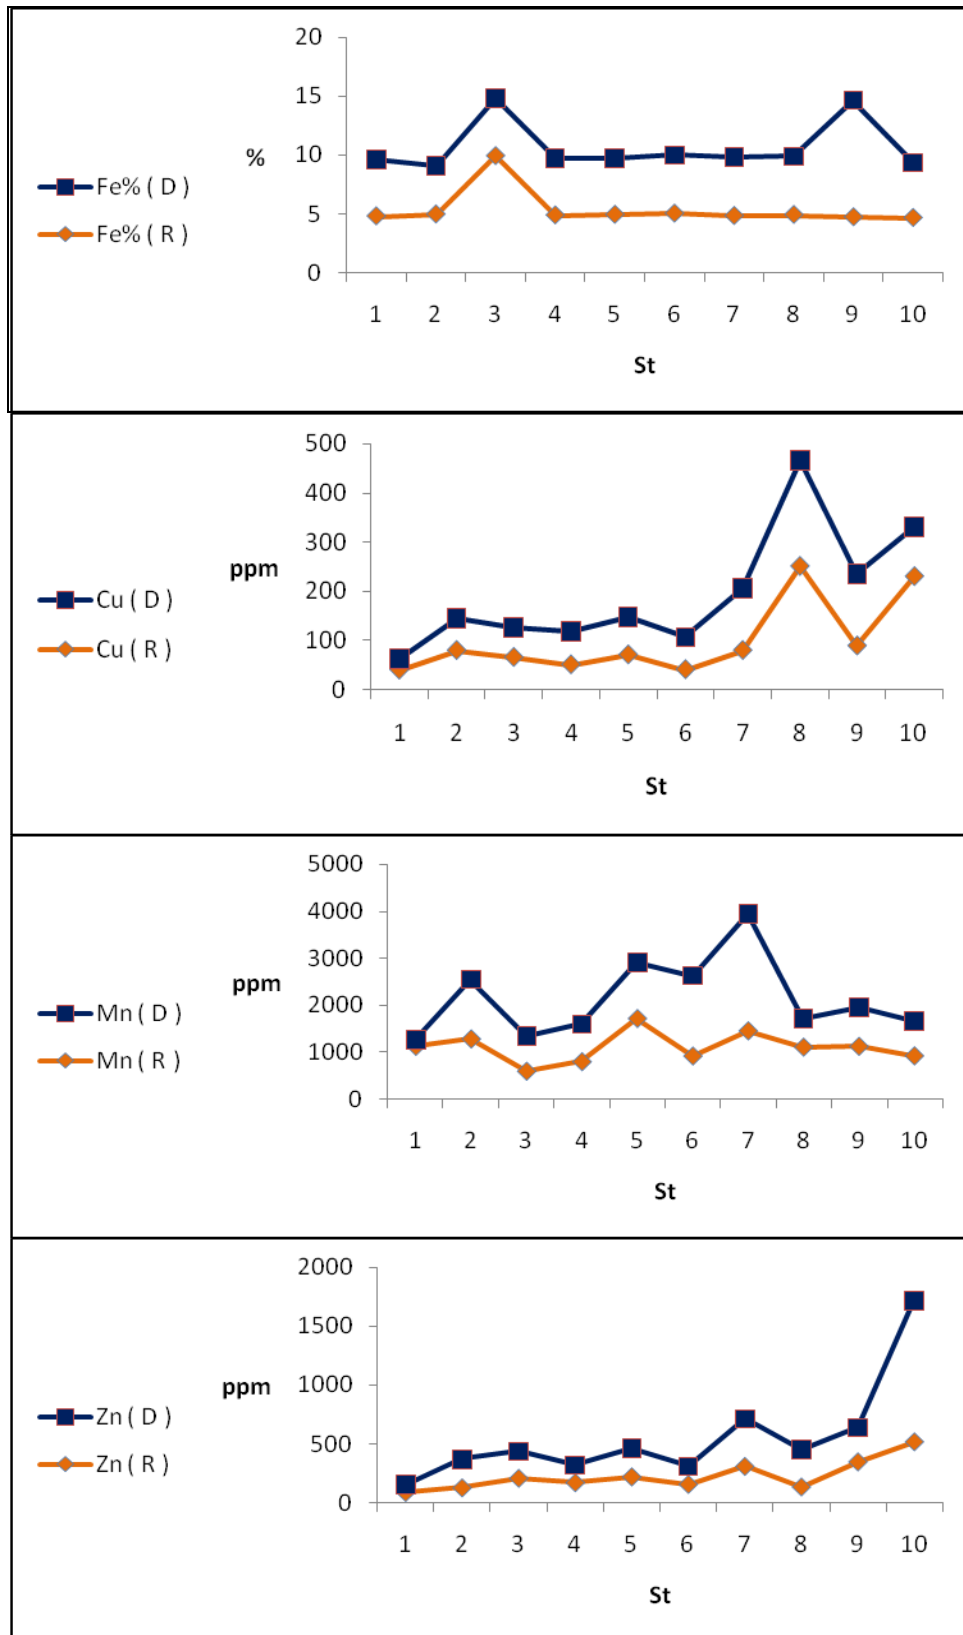 20
15
%
10
Fe% ( D )
5
Fe% ( R )
0
1 2 3 4 5 6 7 8 9 10
St
500
400
300
ppm
200
Cu ( D )
100
Cu ( R )
0
1 2 3 4 5 6 7 8 9 10
St
5000
4000
3000
ppm
2000
Mn ( D )
1000
Mn ( R )
0
1 2 3 4 5 6 7 8 9 10
St
2000
1500
1000
ppm
Zn ( D )
500
Zn ( R )
0
1 2 3 4 5 6 7 8 9 10
St